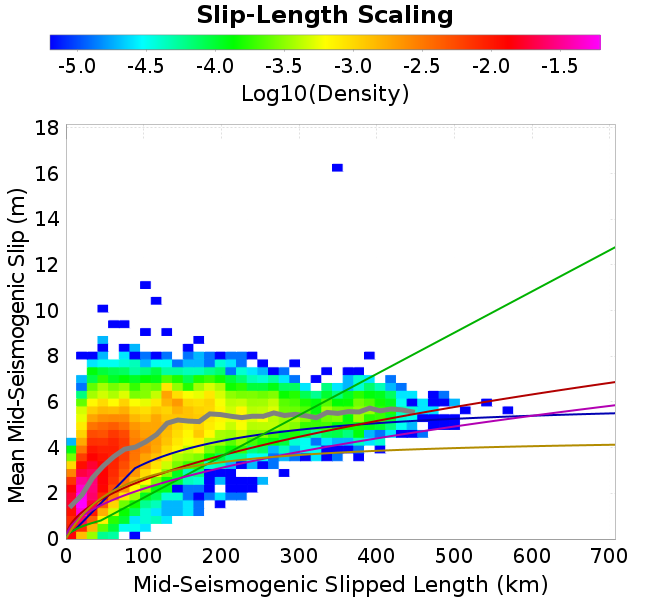 Slip-Length Scaling
-5.0 -4.5 -4.0 -3.5 -3.0 -2.5 -2.0 -1.5
Log10(Density)
18
16
14
12
10
8
6
4
2
0
Mean Mid-Seismogenic Slip (m)
0 100 200 300 400 500 600 700
Mid-Seismogenic Slipped Length (km)